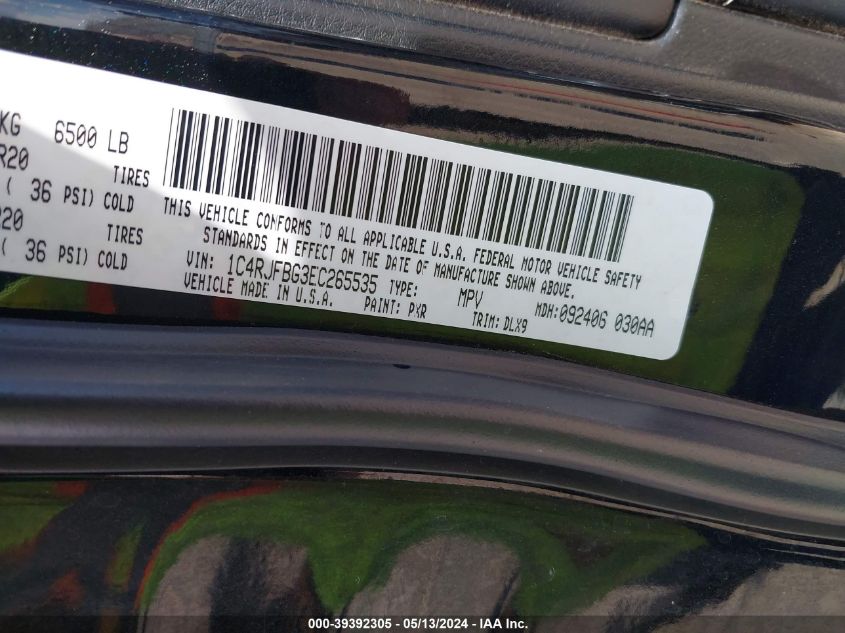 KG 6500 LB
R20 TIRES
( 36 PSI) COLD
R20 TIRES
( 36 PSI) COLD
THIS VEHICLE CONFORMS TO ALL APPLICABLE U.S.A. FEDERAL MOTOR VEHICLE SAFETY
STANDARDS IN EFFECT ON THE DATE OF MANUFACTURE SHOWN ABOVE.
VIN: 1C4RJFBG3EC265535 TYPE: MPV MDH:092406 030AA
VEHICLE MADE IN U.S.A. PAINT: PXR TRIM: DLX9
000-39392305 - 05/13/2024 - IAA Inc.